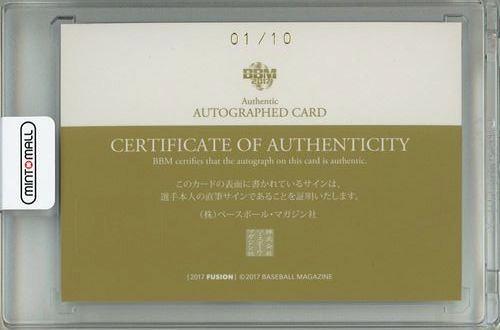 01/10
BBM
2017
Authentic
AUTOGRAPHED CARD
CERTIFICATE OF AUTHENTICITY
BBM certifies that the autograph on this card is authentic.
このカードの表面に書かれているサインは、
選手本人の直筆サインであることを証明いたします。
(株)ベースボール・マガジン社
[2017 FUSION] ©2017 BASEBALL MAGAZINE
MINT MALL